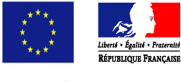 Liberté • Égalité • Fraternité
RÉPUBLIQUE FRANÇAISE